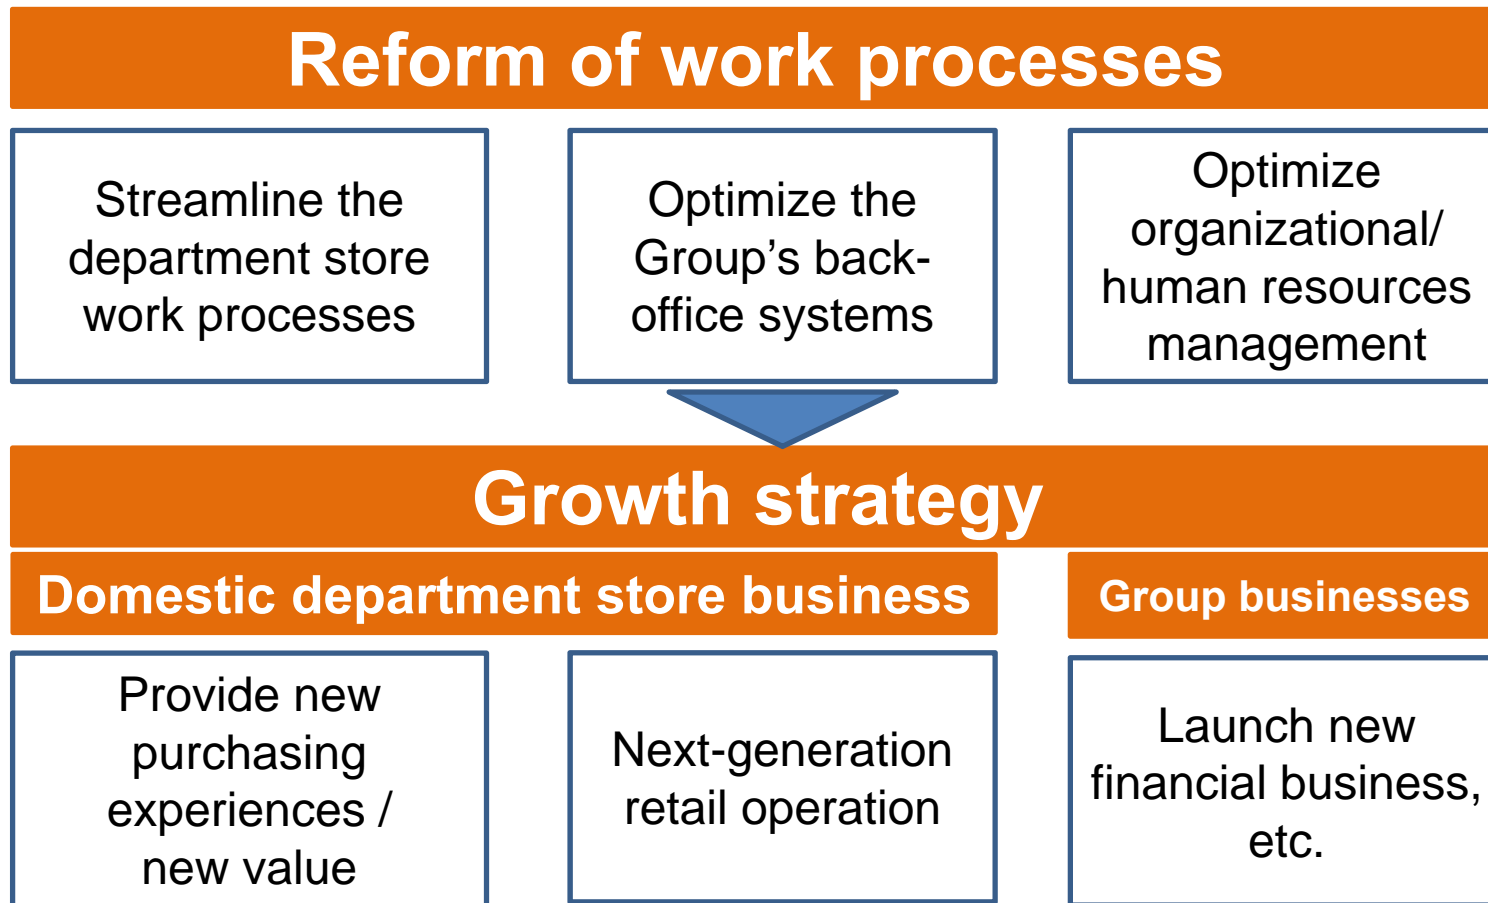 Reform of work processes
Streamline the
department store
work processes
Optimize the
Group’s back-
office systems
Optimize
organizational/
human resources
management
Growth strategy
Domestic department store business
Group businesses
Provide new
purchasing
experiences /
new value
Next-generation
retail operation
Launch new
financial business,
etc.